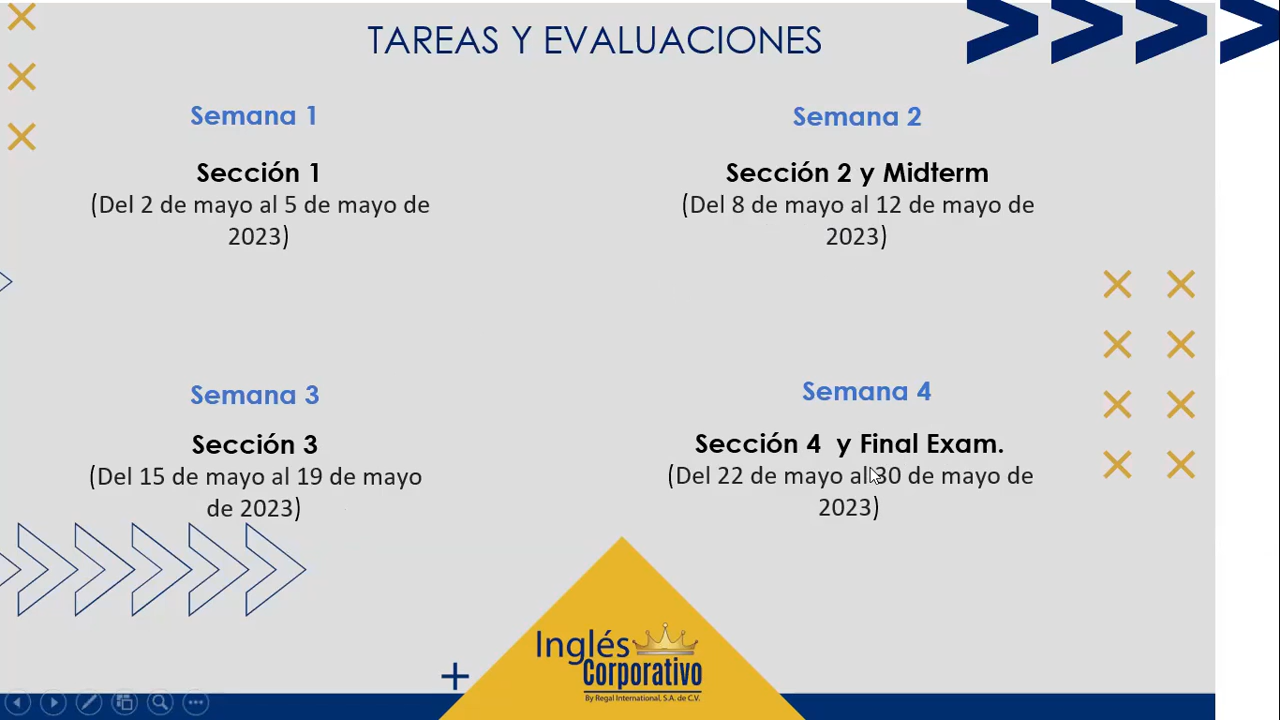 TAREAS Y EVALUACIONES
Semana 1
Sección 1
(Del 2 de mayo al 5 de mayo de
2023)
Semana 2
Sección 2 y Midterm
(Del 8 de mayo al 12 de mayo de
2023)
Semana 3
Sección 3
(Del 15 de mayo al 19 de mayo
de 2023)
Semana 4
Sección 4 y Final Exam.
(Del 22 de mayo al 30 de mayo de
2023)
Inglés
Corporativo
By Regal International, S.A. de C.V.